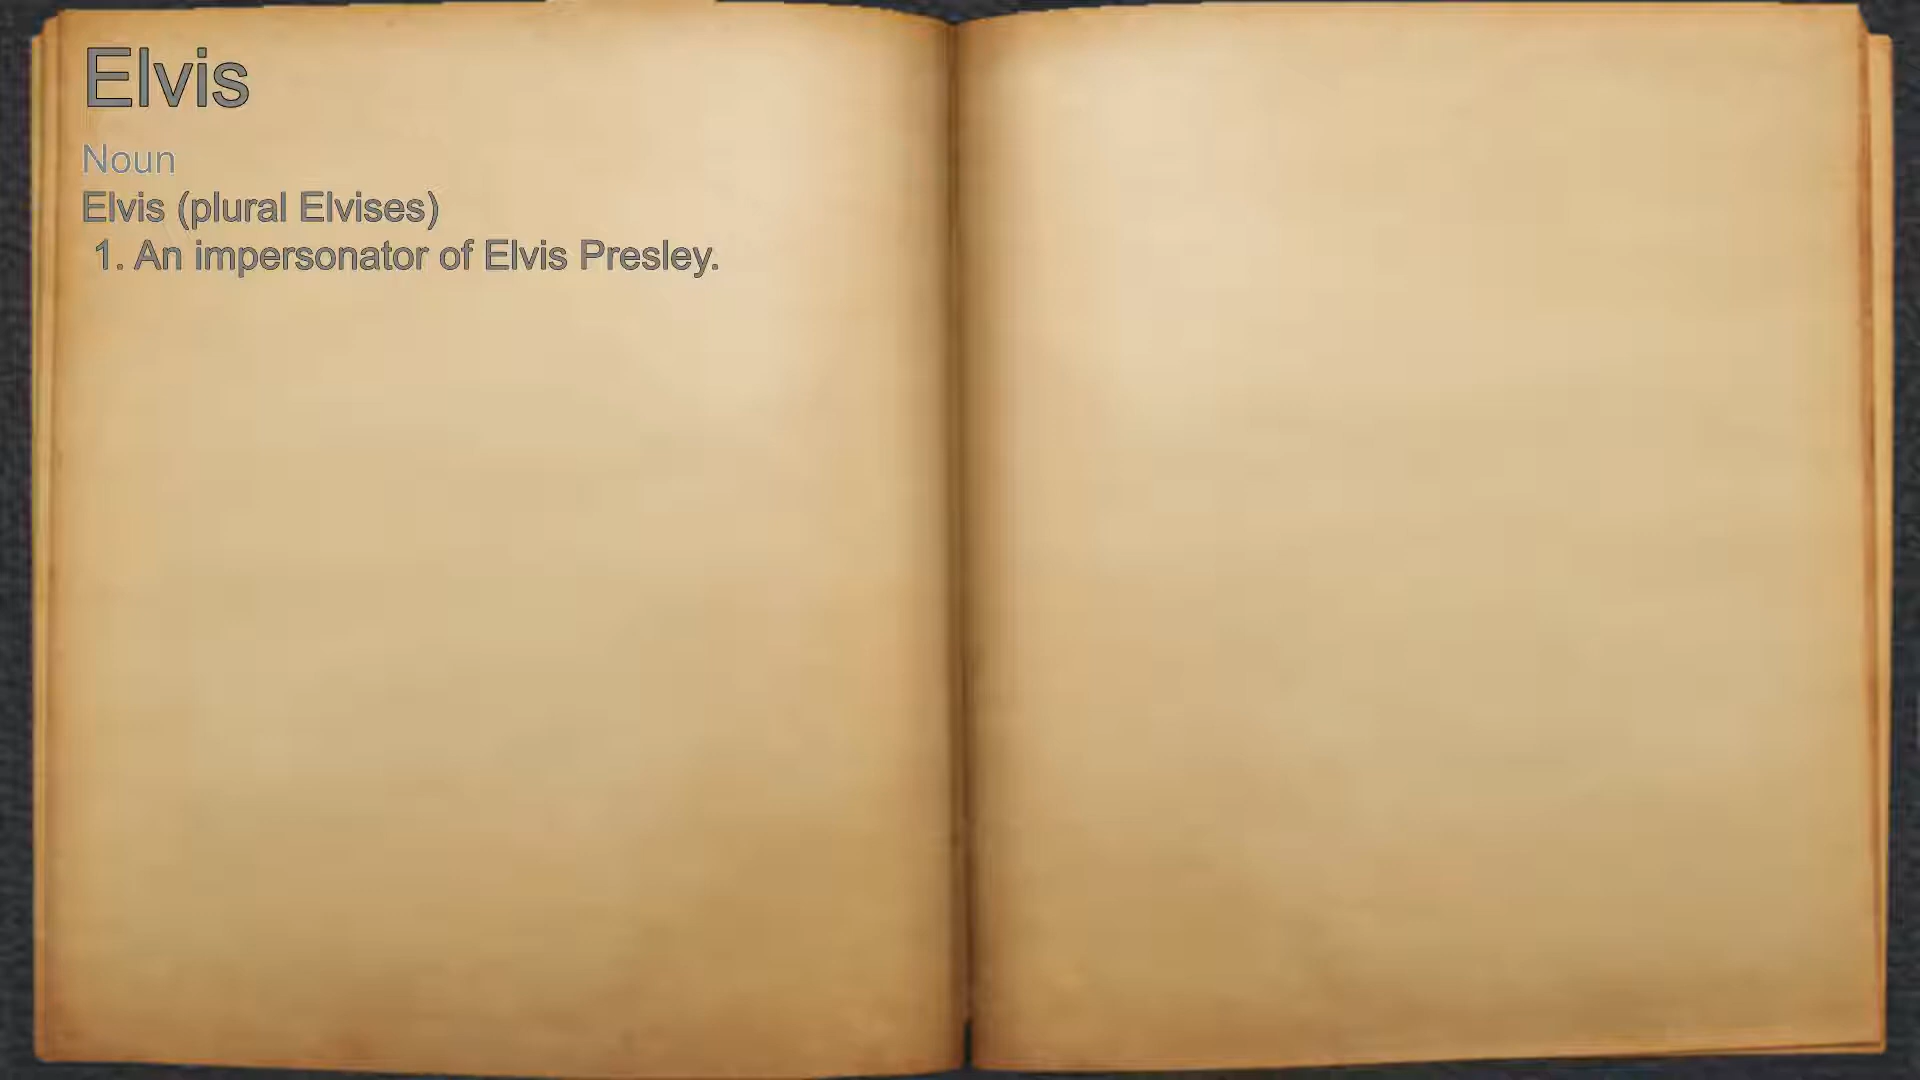 Elvis
Noun
Elvis (plural Elvises)
1. An impersonator of Elvis Presley.